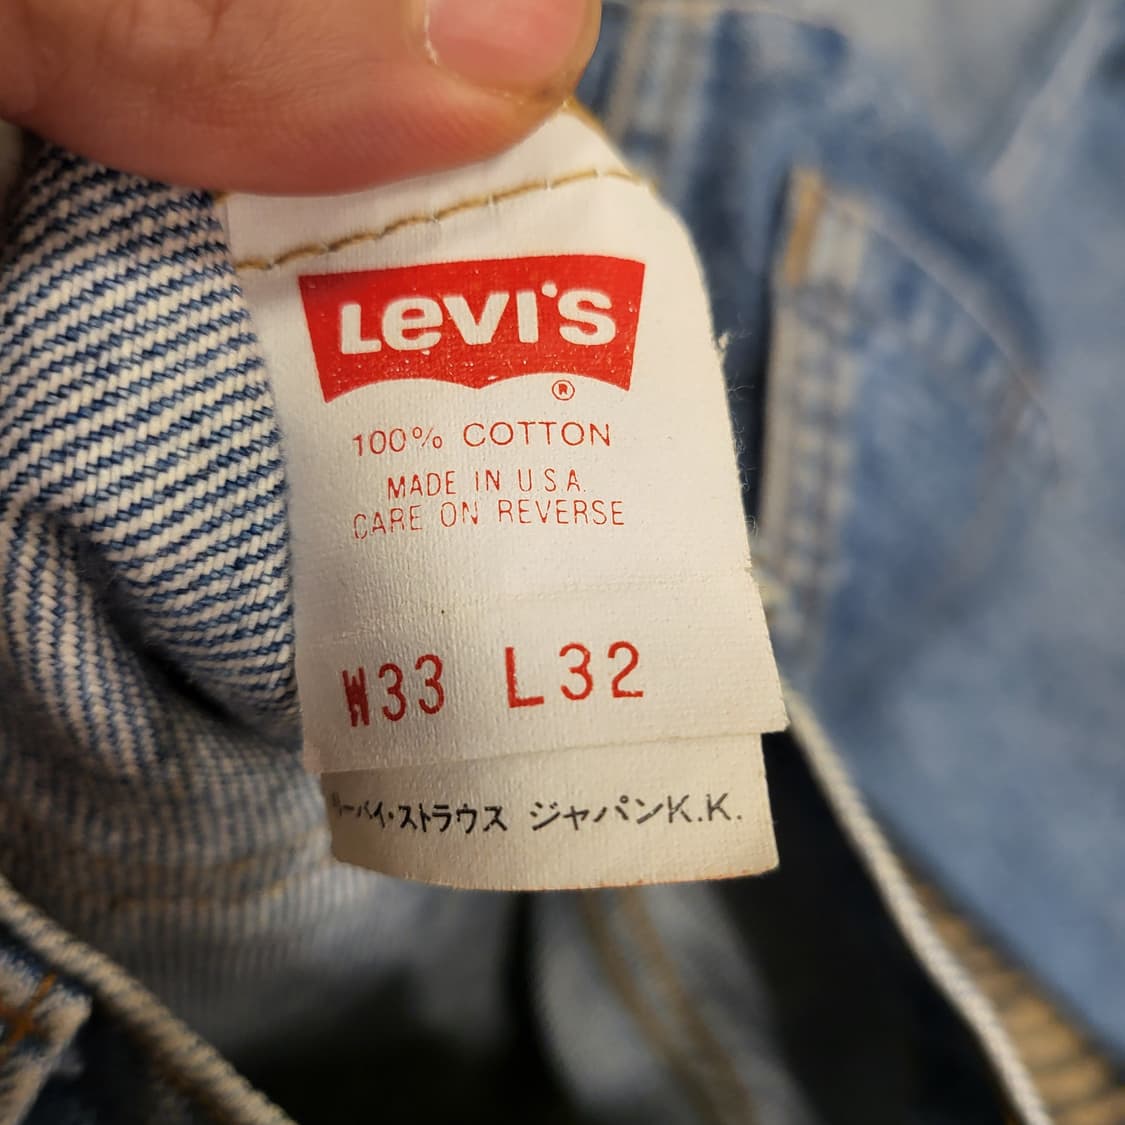 Levi's
®
100% COTTON
MADE IN U.S.A.
CARE ON REVERSE
W33 L32
リーバイ・ストラウス ジャパンK.K.